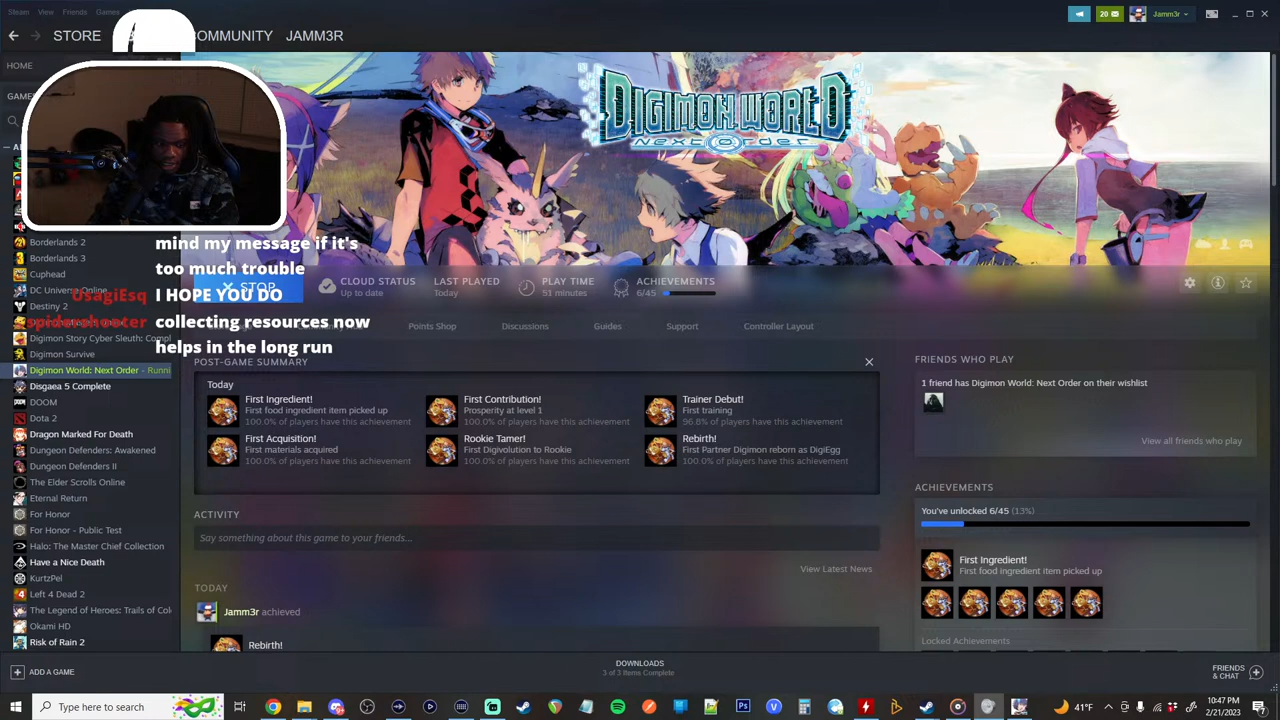 Steam View Friends Games
20
Jamm3r
STORE
OMMUNITY JAMM3R
HOME
GAME
DIGIMON WORLD
Next Order
mind my message if it's
too much trouble
UsagiEsq I HOPE YOU DO
spidershooter collecting resources now
helps in the long run
STOP
CLOUD STATUS
Up to date
LAST PLAYED
Today
PLAY TIME
51 minutes
ACHIEVEMENTS
6/45
Points Shop
Discussions
Guides
Support
Controller Layout
Borderlands 2
Borderlands 3
Cuphead
DC Universe Online
Destiny 2
Digimon Story Cyber Sleuth: Compl
Digimon Survive
Digimon World: Next Order - Runni
Disgaea 5 Complete
DOOM
Dota 2
Dragon Marked For Death
Dungeon Defenders: Awakened
Dungeon Defenders II
The Elder Scrolls Online
Eternal Return
For Honor
For Honor - Public Test
Halo: The Master Chief Collection
Have a Nice Death
KurtzPel
Left 4 Dead 2
The Legend of Heroes: Trails of Col
Okami HD
Risk of Rain 2
POST-GAME SUMMARY
Today
First Ingredient!
First food ingredient item picked up
100.0% of players have this achievement
First Contribution!
Prosperity at level 1
100.0% of players have this achievement
Trainer Debut!
First training
96.8% of players have this achievement
First Acquisition!
First materials acquired
100.0% of players have this achievement
Rookie Tamer!
First Digivolution to Rookie
100.0% of players have this achievement
Rebirth!
First Partner Digimon reborn as DigiEgg
100.0% of players have this achievement
ACTIVITY
Say something about this game to your friends...
View Latest News
TODAY
Jamm3r achieved
Rebirth!
FRIENDS WHO PLAY
1 friend has Digimon World: Next Order on their wishlist
View all friends who play
ACHIEVEMENTS
You've unlocked 6/45 (13%)
First Ingredient!
First food ingredient item picked up
Locked Achievements
ADD A GAME
DOWNLOADS
3 of 3 Items Complete
FRIENDS
& CHAT
Type here to search
41°F
10:47 PM
2/21/2023